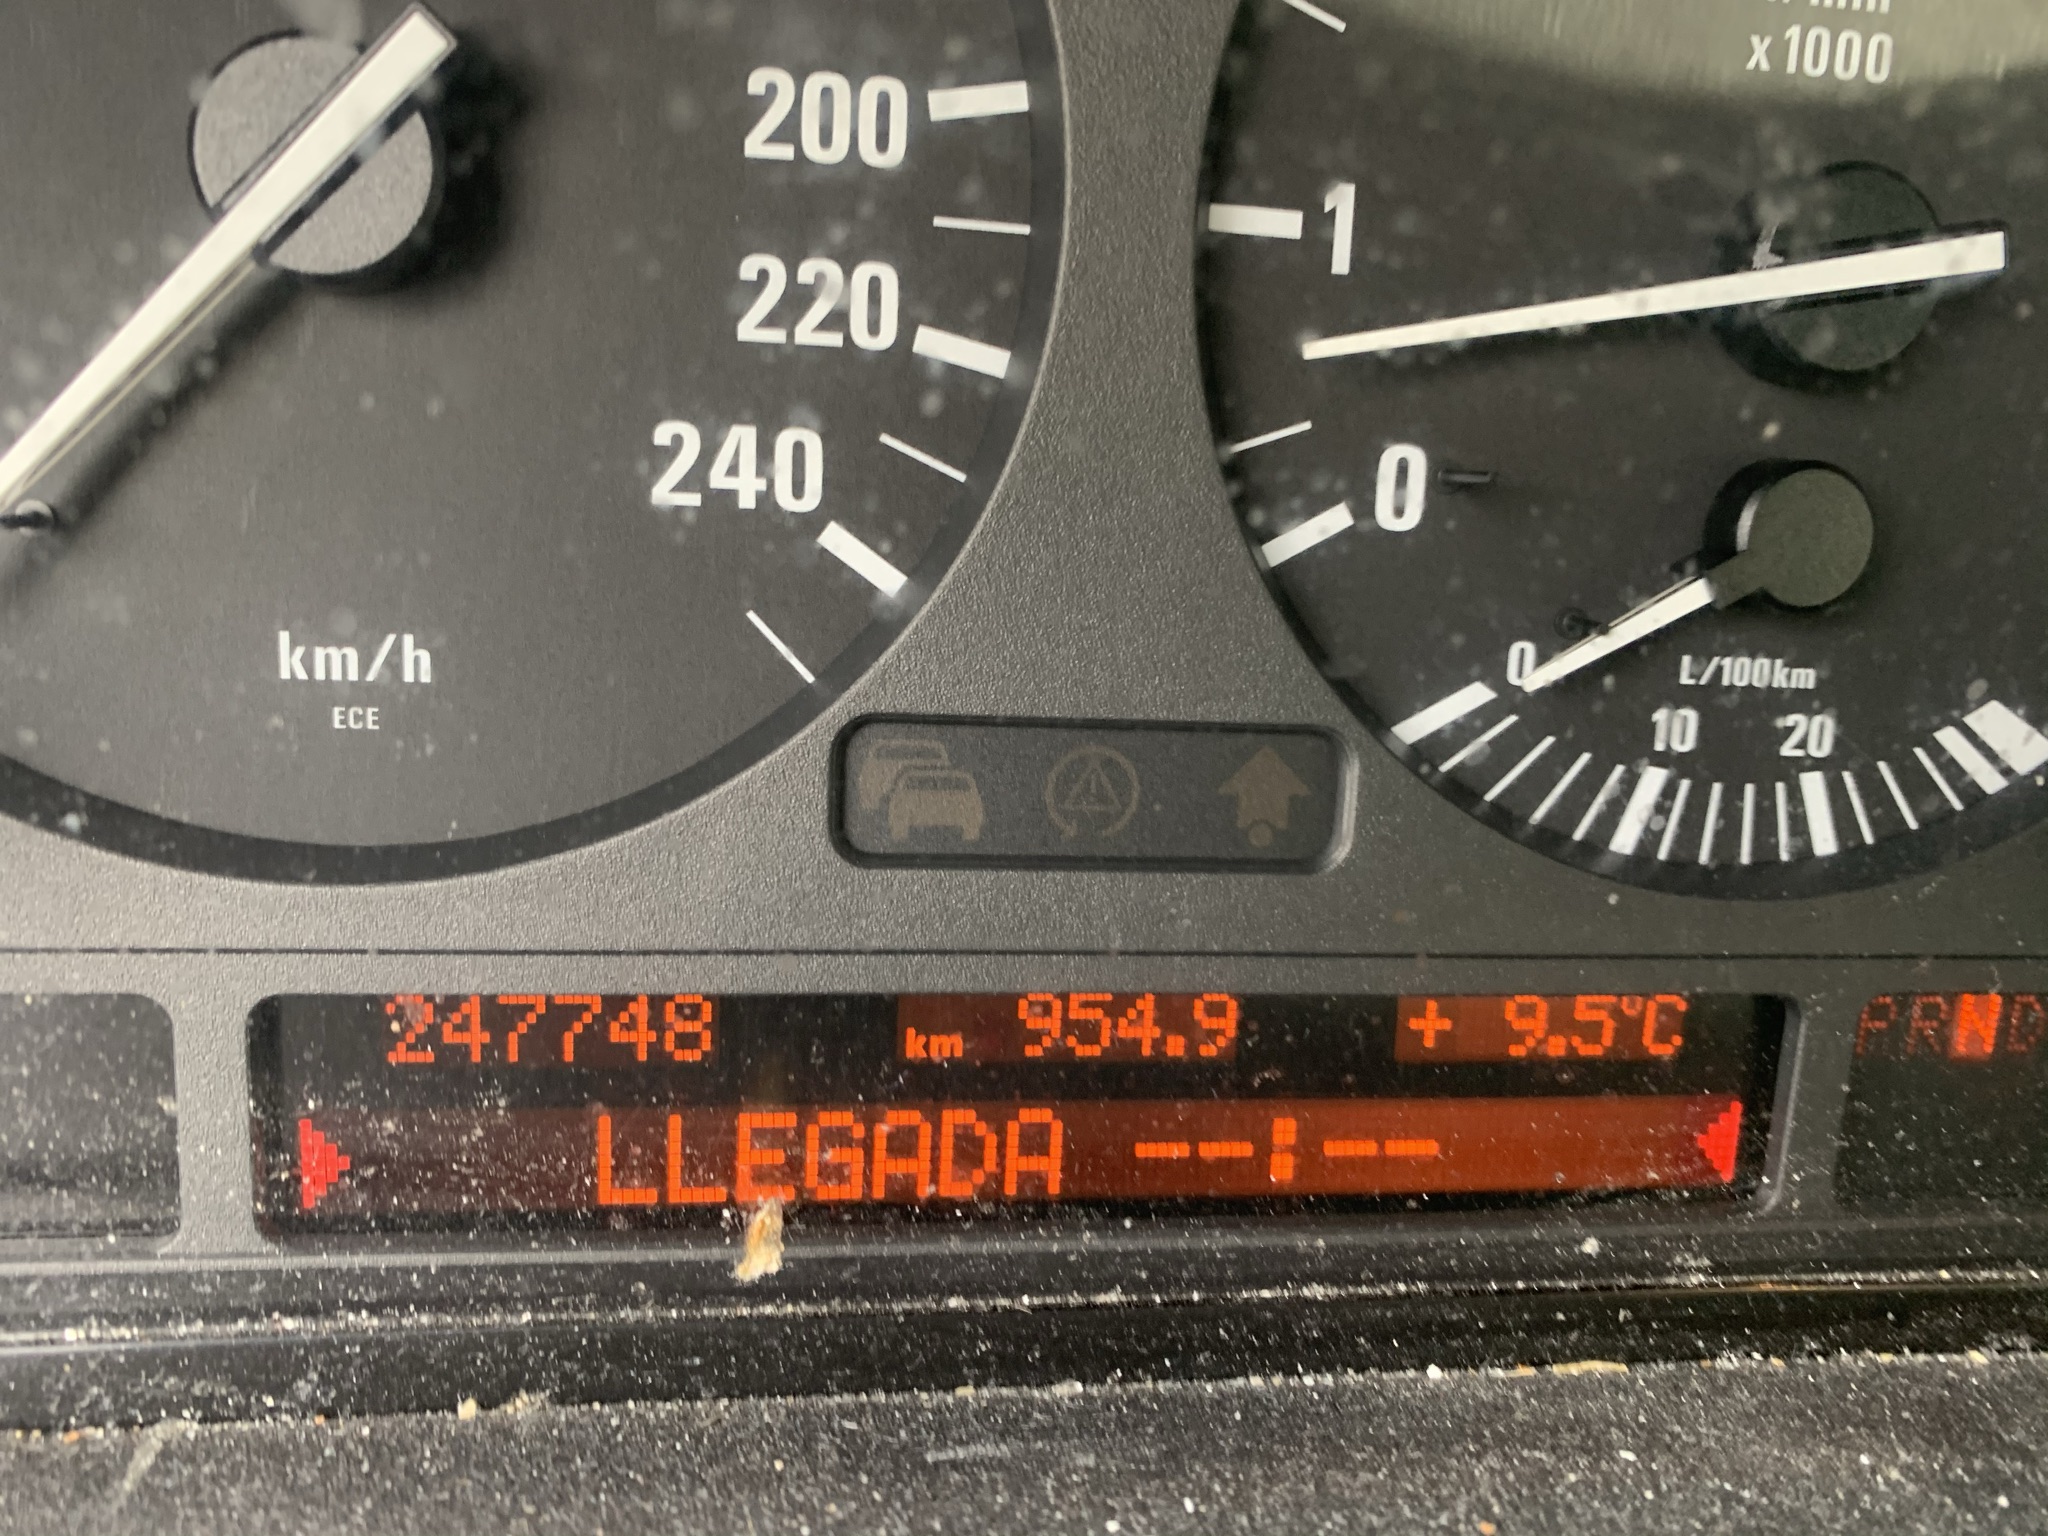 x 1000
200
1
220
240
0
km/h
ECE
0
L/100km
10
20
247748 km 954.9 + 9.5°C
PRND
LLEGADA --:--